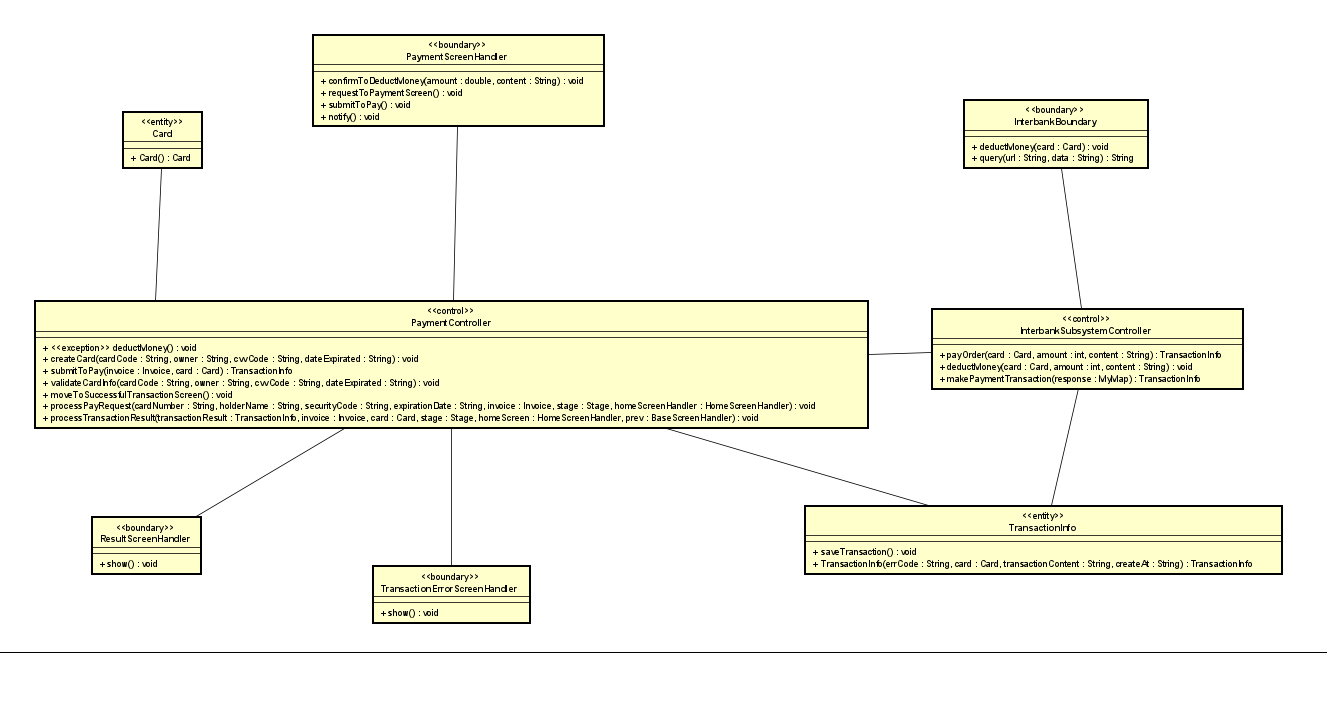 <<boundary>>
PaymentScreenHandler
+ confirmToDeductMoney(amount : double, content : String) : void
+ requestToPaymentScreen() : void
+ submitToPay() : void
+ notify() : void
<<entity>>
Card
+ Card() : Card
<<boundary>>
InterbankBoundary
+ deductMoney(card : Card) : void
+ query(url : String, data : String) : String
<<control>>
PaymentController
+ <<exception>> deductMoney() : void
+ createCard(cardCode : String, owner : String, cvvCode : String, dateExpirated : String) : void
+ submitToPay(invoice : Invoice, card : Card) : TransactionInfo
+ validateCardInfo(cardCode : String, owner : String, cvvCode : String, dateExpirated : String) : void
+ moveToSuccessfulTransactionScreen() : void
+ processPayRequest(cardNumber : String, holderName : String, securityCode : String, expirationDate : String, invoice : Invoice, stage : Stage, homeScreenHandler : HomeScreenHandler) : void
+ processTransactionResult(transactionResult : TransactionInfo, invoice : Invoice, card : Card, stage : Stage, homeScreen : HomeScreenHandler, prev : BaseScreenHandler) : void
<<control>>
InterbankSubsystemController
+ payOrder(card : Card, amount : int, content : String) : TransactionInfo
+ deductMoney(card : Card, amount : int, content : String) : void
+ makePaymentTransaction(response : MyMap) : TransactionInfo
<<boundary>>
ResultScreenHandler
+ show() : void
<<boundary>>
TransactionErrorScreenHandler
+ show() : void
<<entity>>
TransactionInfo
+ saveTransaction() : void
+ TransactionInfo(errCode : String, card : Card, transactionContent : String, createAt : String) : TransactionInfo